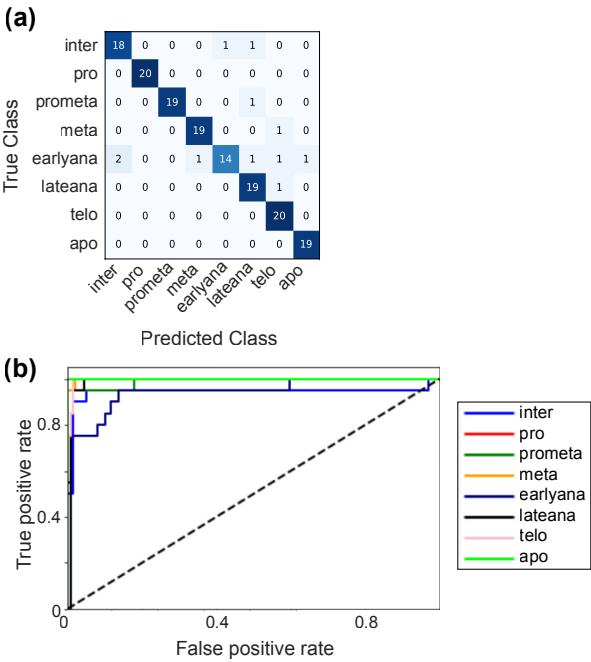 (a)
True Class
inter 18 0 0 0 1 1 0 0
pro 0 20 0 0 0 0 0 0
prometa 0 0 19 0 0 1 0 0
meta 0 0 0 19 0 0 1 0
earlyana 2 0 0 1 14 1 1 1
lateana 0 0 0 0 0 19 1 0
telo 0 0 0 0 0 0 20 0
apo 0 0 0 0 0 0 0 19
inter pro prometa meta earlyana lateana telo apo
Predicted Class
(b)
True positive rate
0.8
0.4
0
0 0.4 0.8
False positive rate
inter
pro
prometa
meta
earlyana
lateana
telo
apo